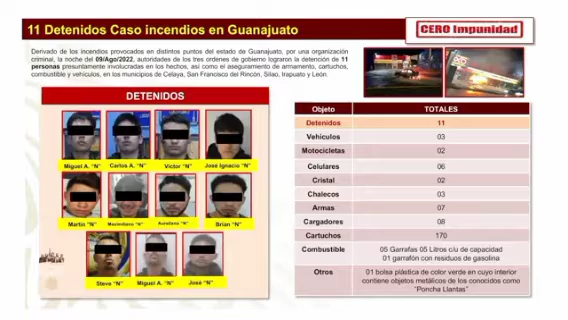 11 Detenidos Caso incendios en Guanajuato
CERO Impunidad
Derivado de los incendios provocados en distintos puntos del estado de Guanajuato, por una organización
criminal, la noche del 09/Ago/2022, autoridades de los tres ordenes de gobierno lograron la detención de 11
personas presuntamente involucradas en los hechos, así como el aseguramiento de armamento, cartuchos,
combustible y vehículos, en los municipios de Celaya, San Francisco del Rincón, Silao, Irapuato y León.
DETENIDOS
Miguel A. "N"
Carlos A. "N"
Víctor "N"
José Ignacio "N"
Martín "N"
Maximiliano "N"
Aureliano "N"
Brian "N"
Steve "N"
Miguel A. "N"
José "N"
Objeto TOTALES
Detenidos 11
Vehículos 03
Motocicletas 02
Celulares 06
Cristal 02
Chalecos 03
Armas 07
Cargadores 08
Cartuchos 170
Combustible 05 Garrafas 05 Litros c/u de capacidad
01 garrafón con residuos de gasolina
Otros 01 bolsa plástica de color verde en cuyo interior
contiene objetos metálicos de los conocidos como
"Poncha Llantas"